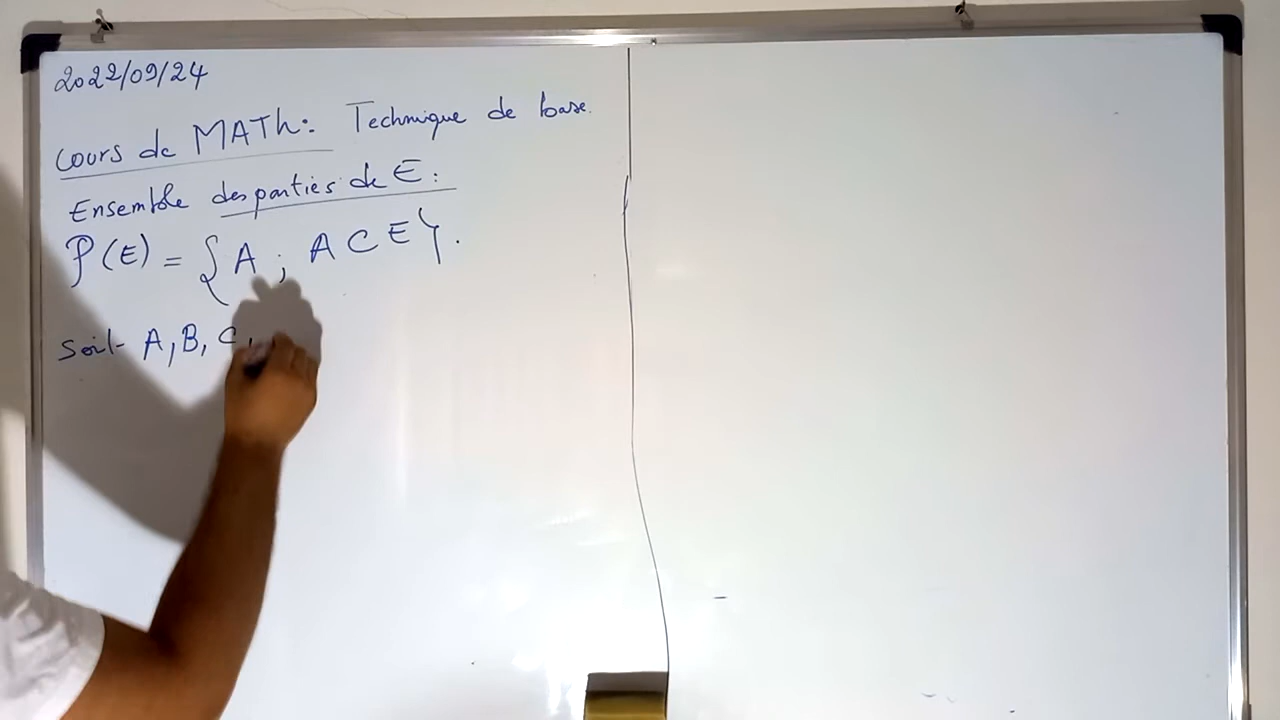 2022/09/24
Cours de MATH: Technique de base.
Ensemble des parties de E:
P(E) = {A ; A ⊂ E}.
Soit A, B, C,